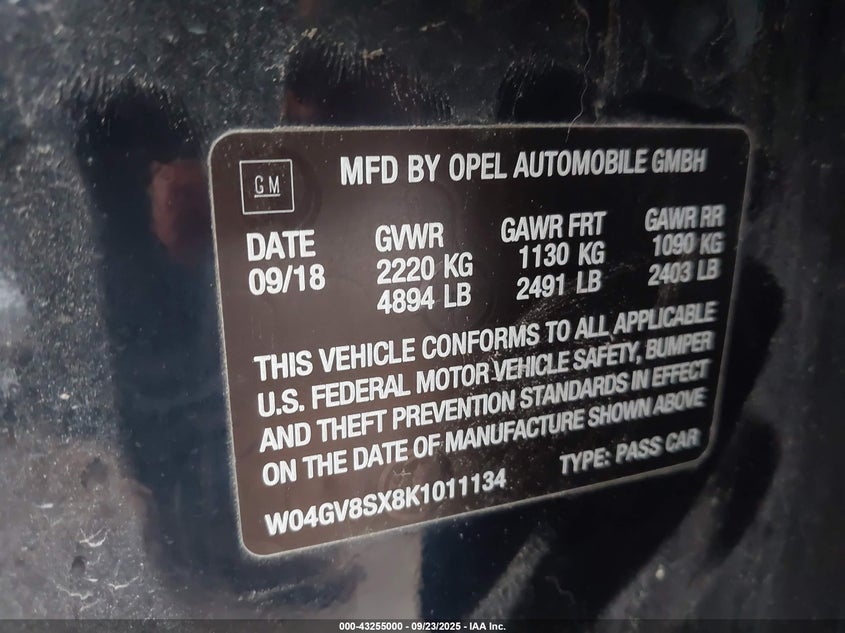 GM
MFD BY OPEL AUTOMOBILE GMBH
DATE
09/18
GVWR
2220 KG
4894 LB
GAWR FRT
1130 KG
2491 LB
GAWR RR
1090 KG
2403 LB
THIS VEHICLE CONFORMS TO ALL APPLICABLE
U.S. FEDERAL MOTOR VEHICLE SAFETY, BUMPER
AND THEFT PREVENTION STANDARDS IN EFFECT
ON THE DATE OF MANUFACTURE SHOWN ABOVE
W04GV8SX8K1011134
TYPE: PASS CAR
000-43255000 - 09/23/2025 - IAA Inc.